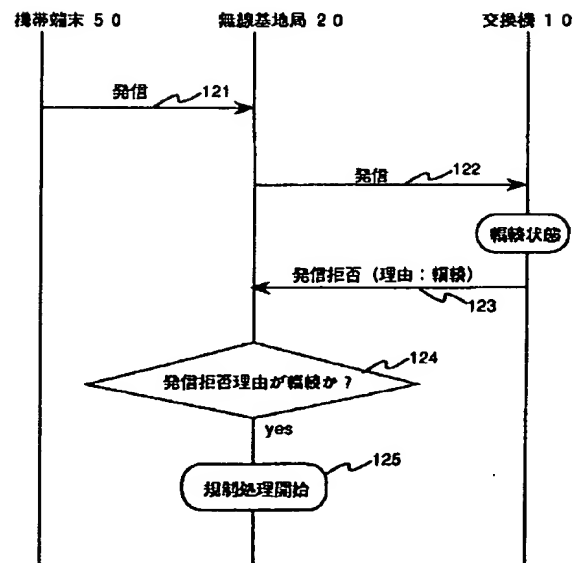 携帯端末 50
無線基地局 20
交換機 10
発信
121
発信
122
輻輳状態
発信拒否（理由：輻輳）
123
124
発信拒否理由が輻輳か？
yes
125
規制処理開始